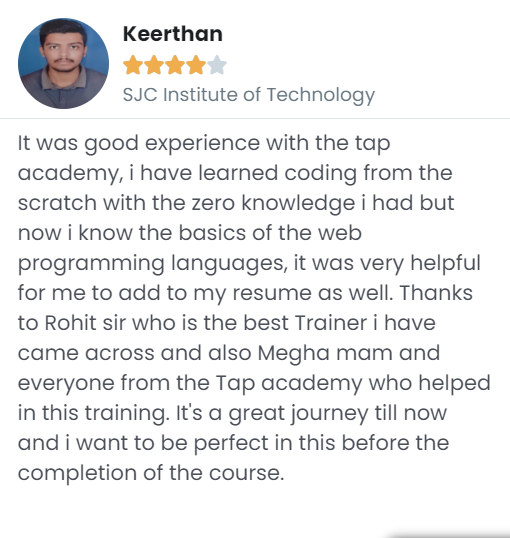 Keerthan
SJC Institute of Technology
It was good experience with the tap
academy, i have learned coding from the
scratch with the zero knowledge i had but
now i know the basics of the web
programming languages, it was very helpful
for me to add to my resume as well. Thanks
to Rohit sir who is the best Trainer i have
came across and also Megha mam and
everyone from the Tap academy who helped
in this training. It's a great journey till now
and i want to be perfect in this before the
completion of the course.